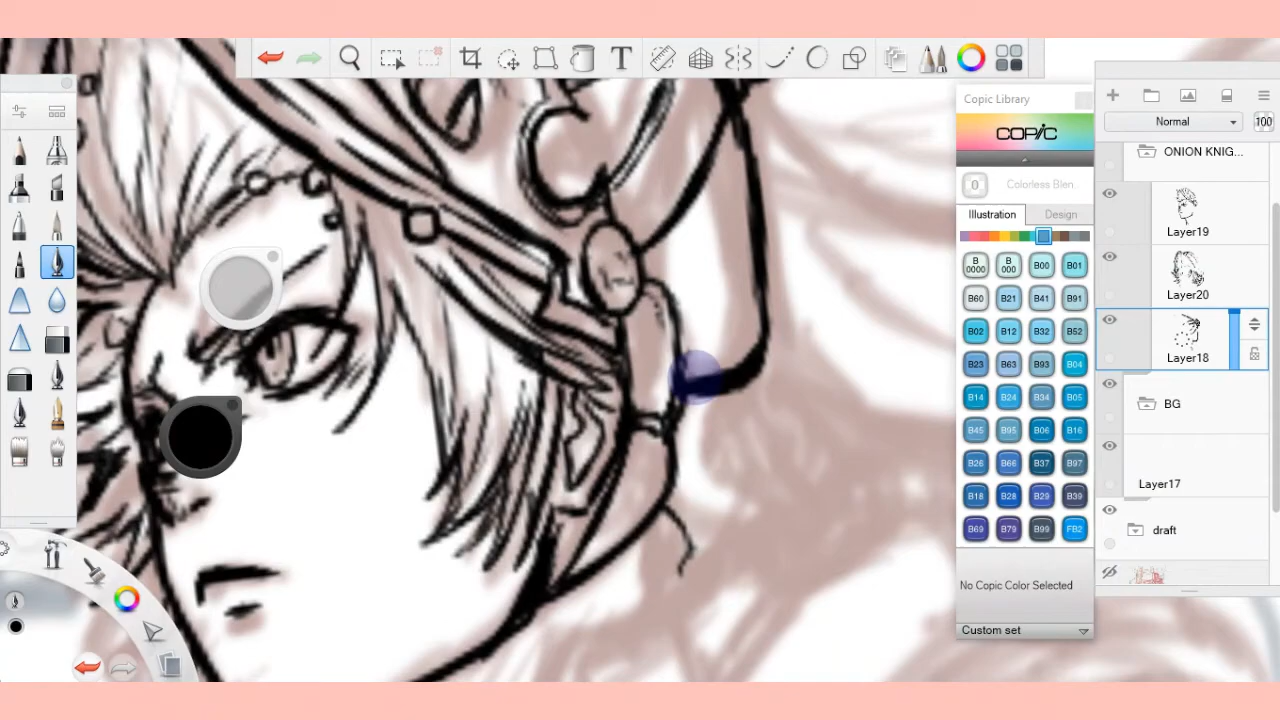 T
Copic Library
COPIC
0 Colorless Blen
Illustration Design
B0000 B000 B00 B01
B60 B21 B41 B91
B02 B12 B32 B52
B23 B63 B93 B04
B14 B24 B34 B05
B45 B95 B06 B16
B26 B66 B37 B97
B18 B28 B29 B39
B69 B79 B99 FB2
No Copic Color Selected
Custom set
Normal 100
ONION KNIG...
Layer19
Layer20
Layer18
BG
Layer17
draft